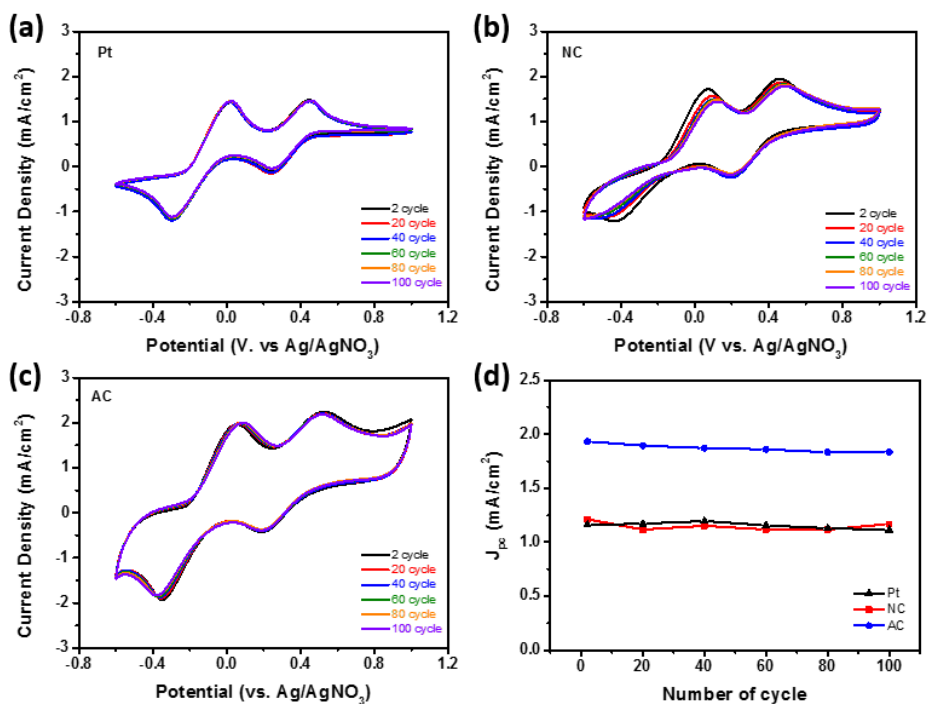 (a)
Pt
3
2
1
0
-1
-2
-3
Current Density (mA/cm²)
2 cycle
20 cycle
40 cycle
60 cycle
80 cycle
100 cycle
-0.8
-0.4
0.0
0.4
0.8
1.2
Potential (V. vs Ag/AgNO₃)
(b)
NC
3
2
1
0
-1
-2
-3
Current Density (mA/cm²)
2 cycle
20 cycle
40 cycle
60 cycle
80 cycle
100 cycle
-0.8
-0.4
0.0
0.4
0.8
1.2
Potential (V vs. Ag/AgNO₃)
(c)
AC
3
2
1
0
-1
-2
-3
Current Density (mA/cm²)
2 cycle
20 cycle
40 cycle
60 cycle
80 cycle
100 cycle
-0.8
-0.4
0.0
0.4
0.8
1.2
Potential (vs. Ag/AgNO₃)
(d)
2.5
2.0
1.5
1.0
0.5
0.0
J (mA/cm²)
Pt
NC
AC
0
20
40
60
80
100
Number of cycle